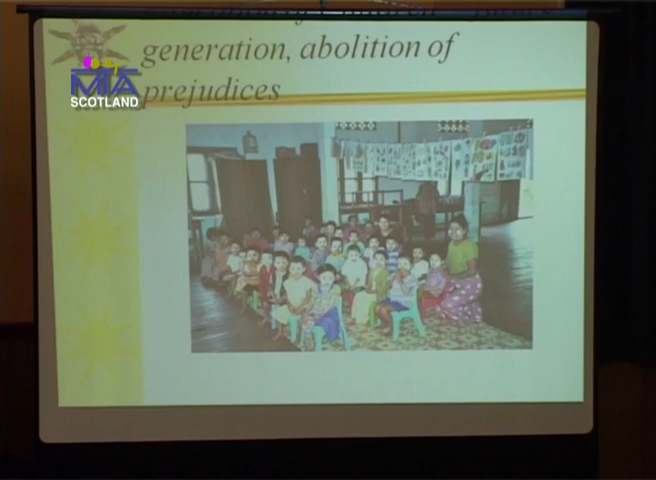 generation, abolition of
prejudices
MTA
SCOTLAND